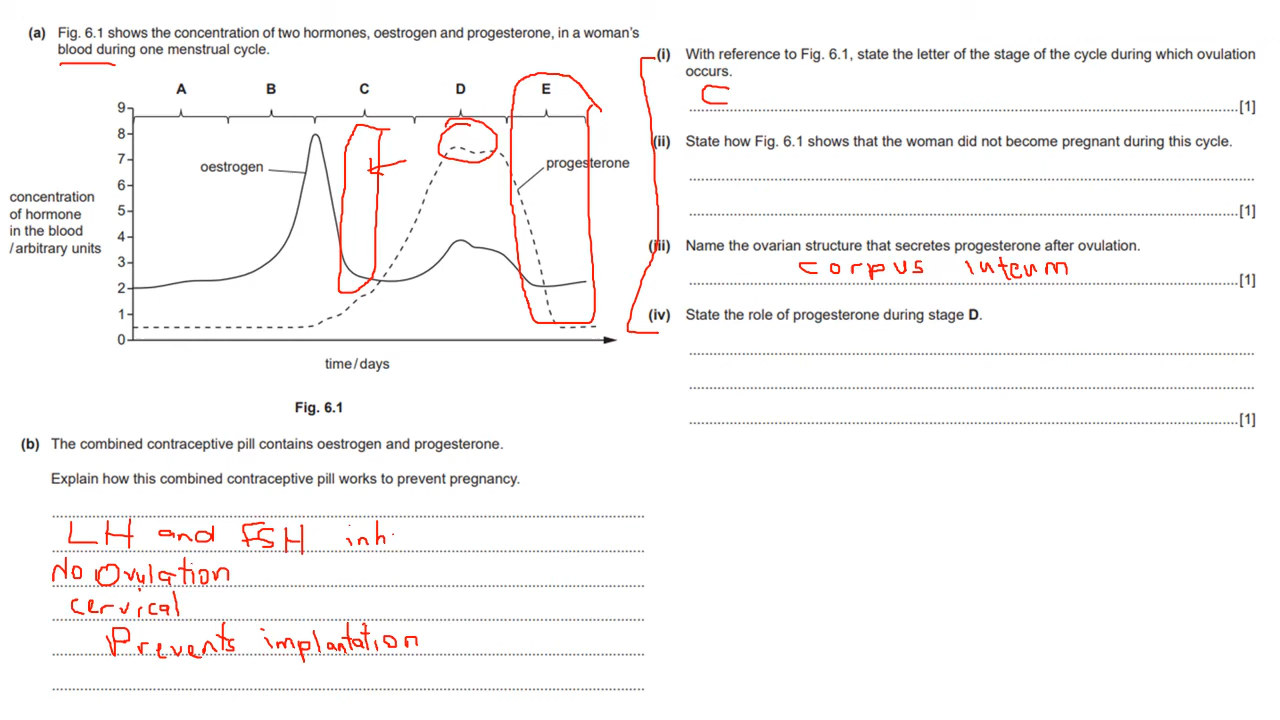 (a) Fig. 6.1 shows the concentration of two hormones, oestrogen and progesterone, in a woman's
blood during one menstrual cycle.
A B C D E
9
8
7
6
5
4
3
2
1
0
oestrogen
progesterone
concentration
of hormone
in the blood
/ arbitrary units
time / days
Fig. 6.1
(b) The combined contraceptive pill contains oestrogen and progesterone.
Explain how this combined contraceptive pill works to prevent pregnancy.
LH and FSH inh.
No Ovulation
cervical
Prevents implantation
(i) With reference to Fig. 6.1, state the letter of the stage of the cycle during which ovulation
occurs.
C
[1]
(ii) State how Fig. 6.1 shows that the woman did not become pregnant during this cycle.
[1]
(iii) Name the ovarian structure that secretes progesterone after ovulation.
corpus
[1]
(iv) State the role of progesterone during stage D.
[1]